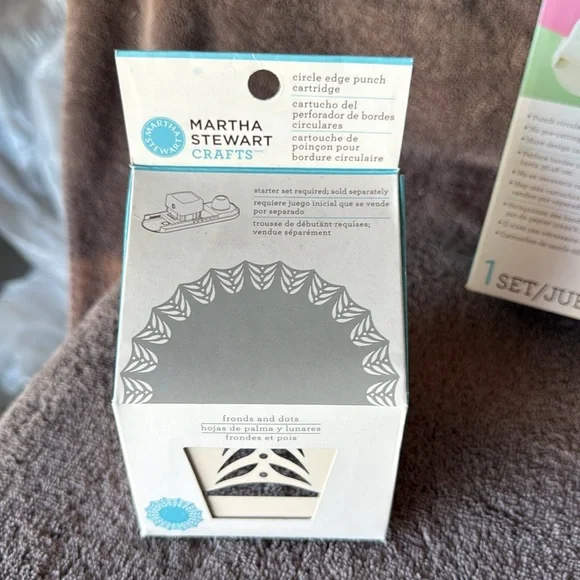 circle edge punch
cartridge
cartucho del
perforador de bordes
circulares
cartouche de
poinçon pour
bordure circulaire
MARTHA
STEWART
MARTHA
STEWART
CRAFTS
starter set required; sold separately
requiere juego inicial que se vende
por separado
trousse de débutant requises;
vendue séparément
fronds and dots
hojas de palma y lunares
frondes et pois
1 SET/JUE